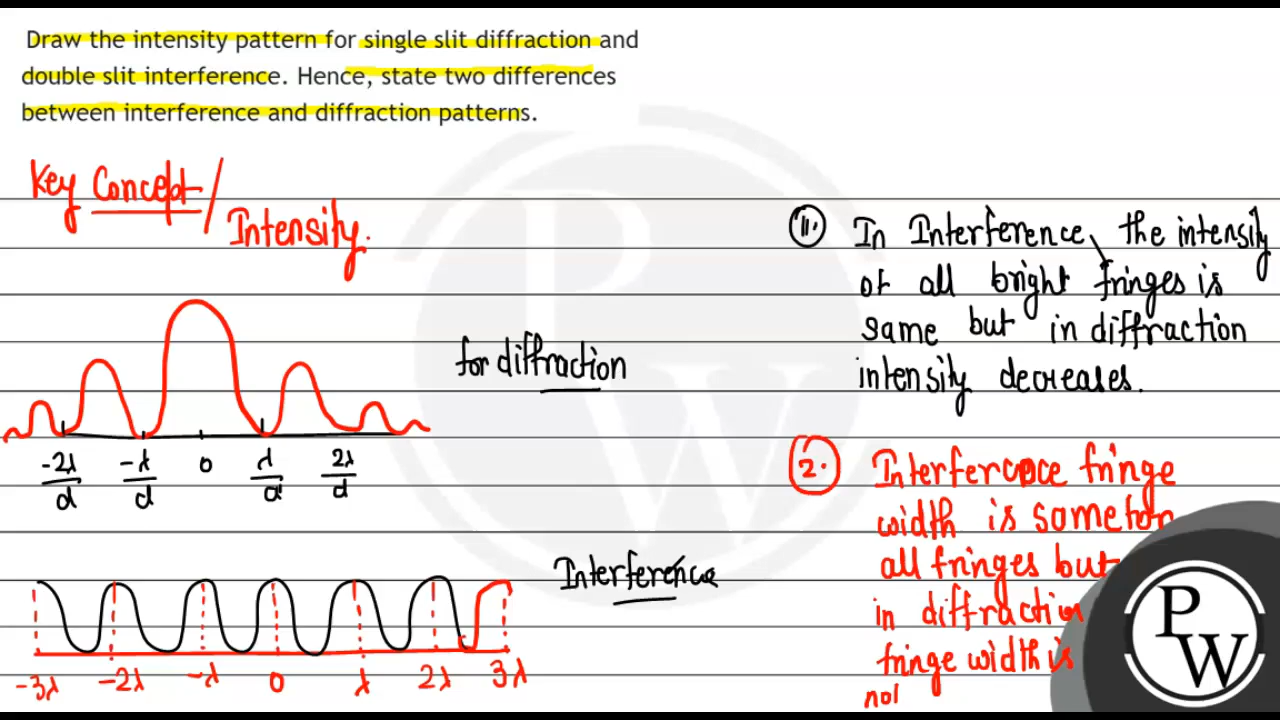 Draw the intensity pattern for single slit diffraction and
double slit interference. Hence, state two differences
between interference and diffraction patterns.
Key Concept/
Intensity.
for diffraction
-2λ/d -λ/d 0 λ/d 2λ/d
Interference
-3λ -2λ -λ 0 λ 2λ 3λ
(1). In Interference, the intensity
of all bright fringes is
same but in diffraction
intensity decreases.
(2.) Interference fringe
width is same for
all fringes but
in diffraction
fringe width is
not
P
W
P
W